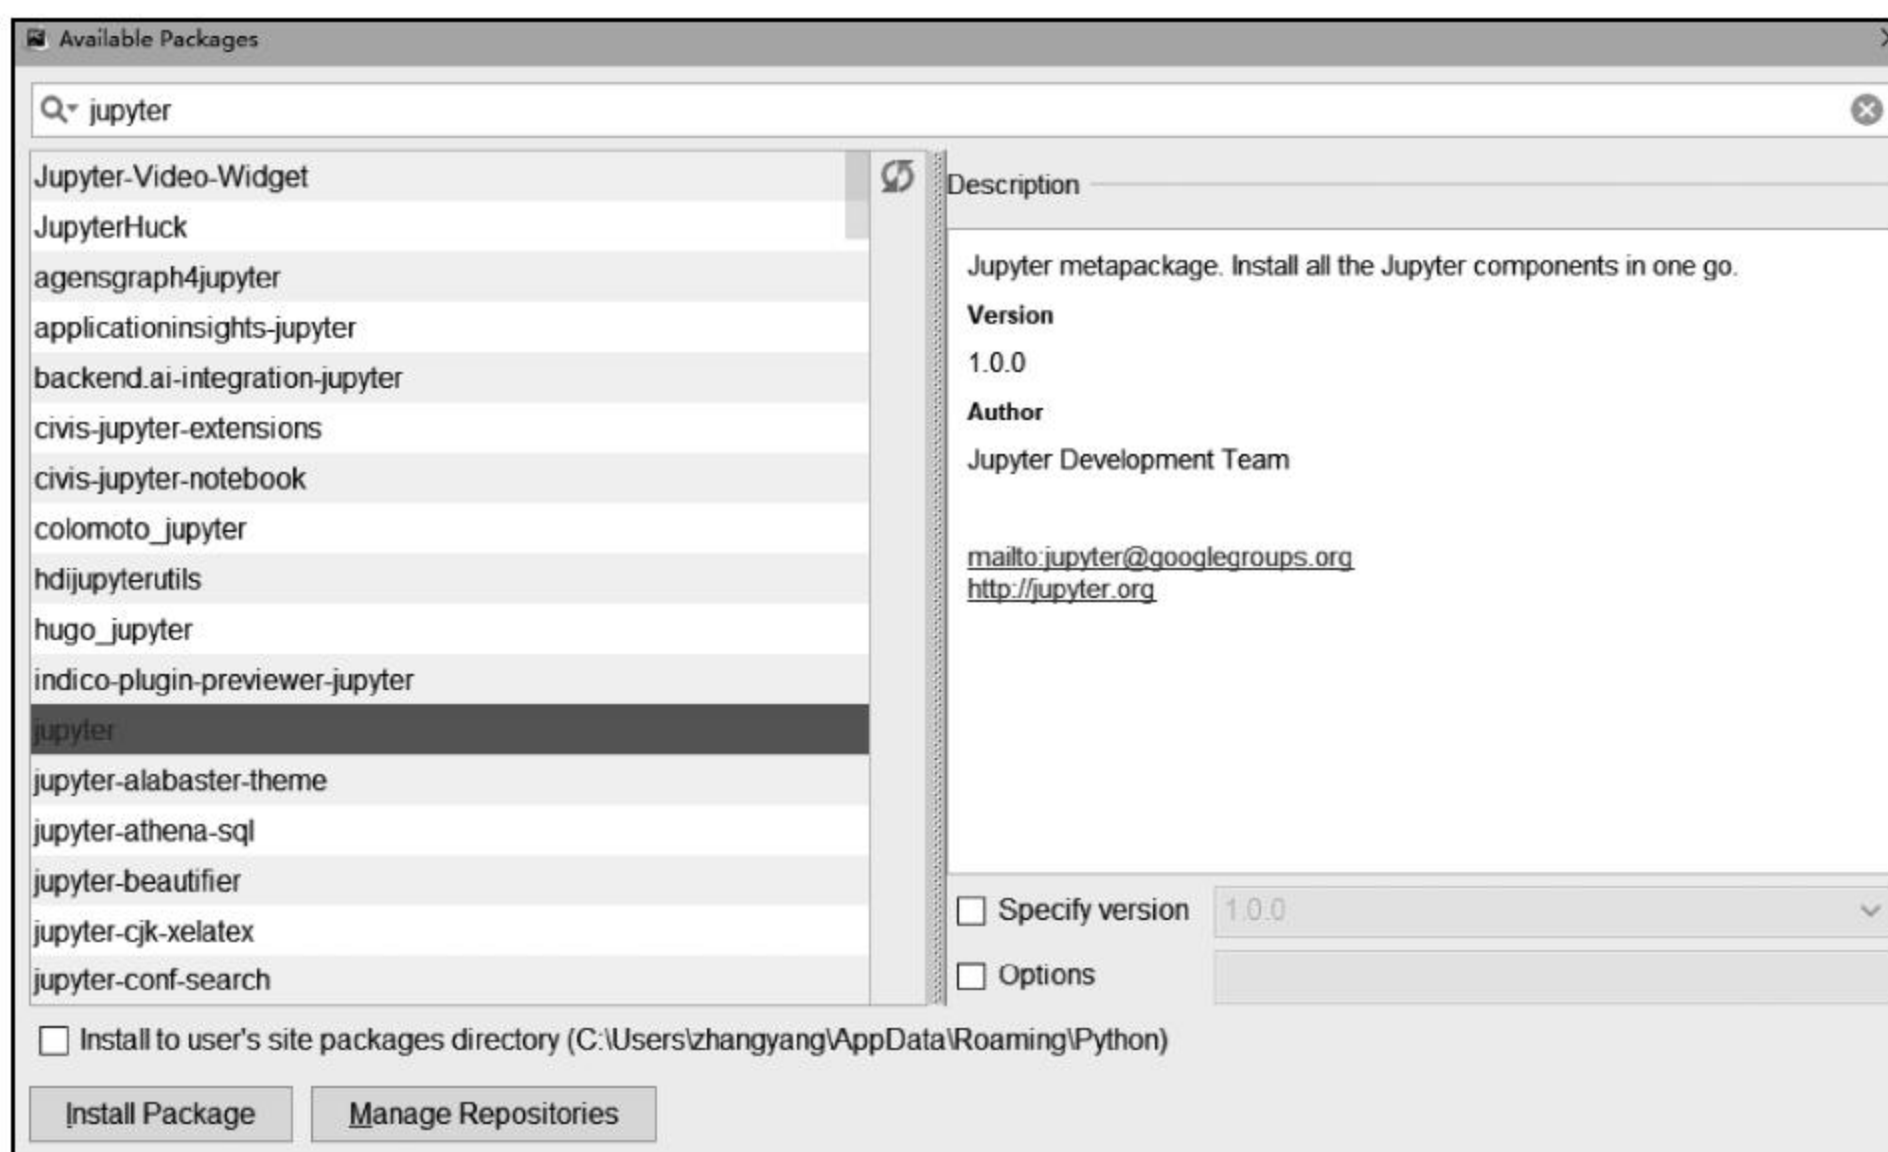 Available Packages
jupyter
Jupyter-Video-Widget
JupyterHuck
agensgraph4jupyter
applicationinsights-jupyter
backend.ai-integration-jupyter
civis-jupyter-extensions
civis-jupyter-notebook
colomoto_jupyter
hdijupyterutils
hugo_jupyter
indico-plugin-previewer-jupyter
jupyter
jupyter-alabaster-theme
jupyter-athena-sql
jupyter-beautifier
jupyter-cjk-xelatex
jupyter-conf-search
Description
Jupyter metapackage. Install all the Jupyter components in one go.
Version
1.0.0
Author
Jupyter Development Team
mailto:jupyter@googlegroups.org
http://jupyter.org
Specify version 1.0.0
Options
Install to user's site packages directory (C:\Users\zhangyang\AppData\Roaming\Python)
Install Package Manage Repositories